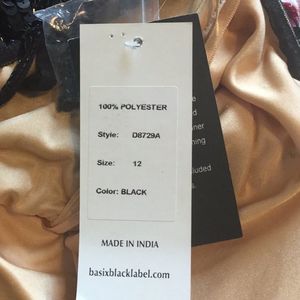 100% POLYESTER
Style: D8729A
Size: 12
Color: BLACK
MADE IN INDIA
basixblacklabel.com